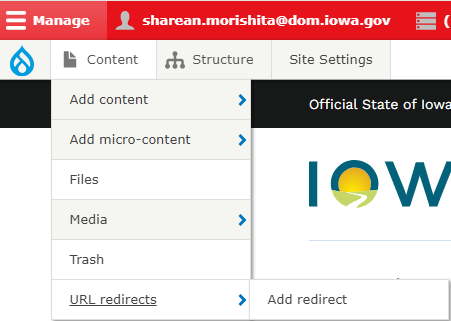 Manage sharean.morishita@dom.iowa.gov (
Content Structure Site Settings
Add content
Official State of Iowa
Add micro-content
Files
IOW
Media
Trash
URL redirects Add redirect